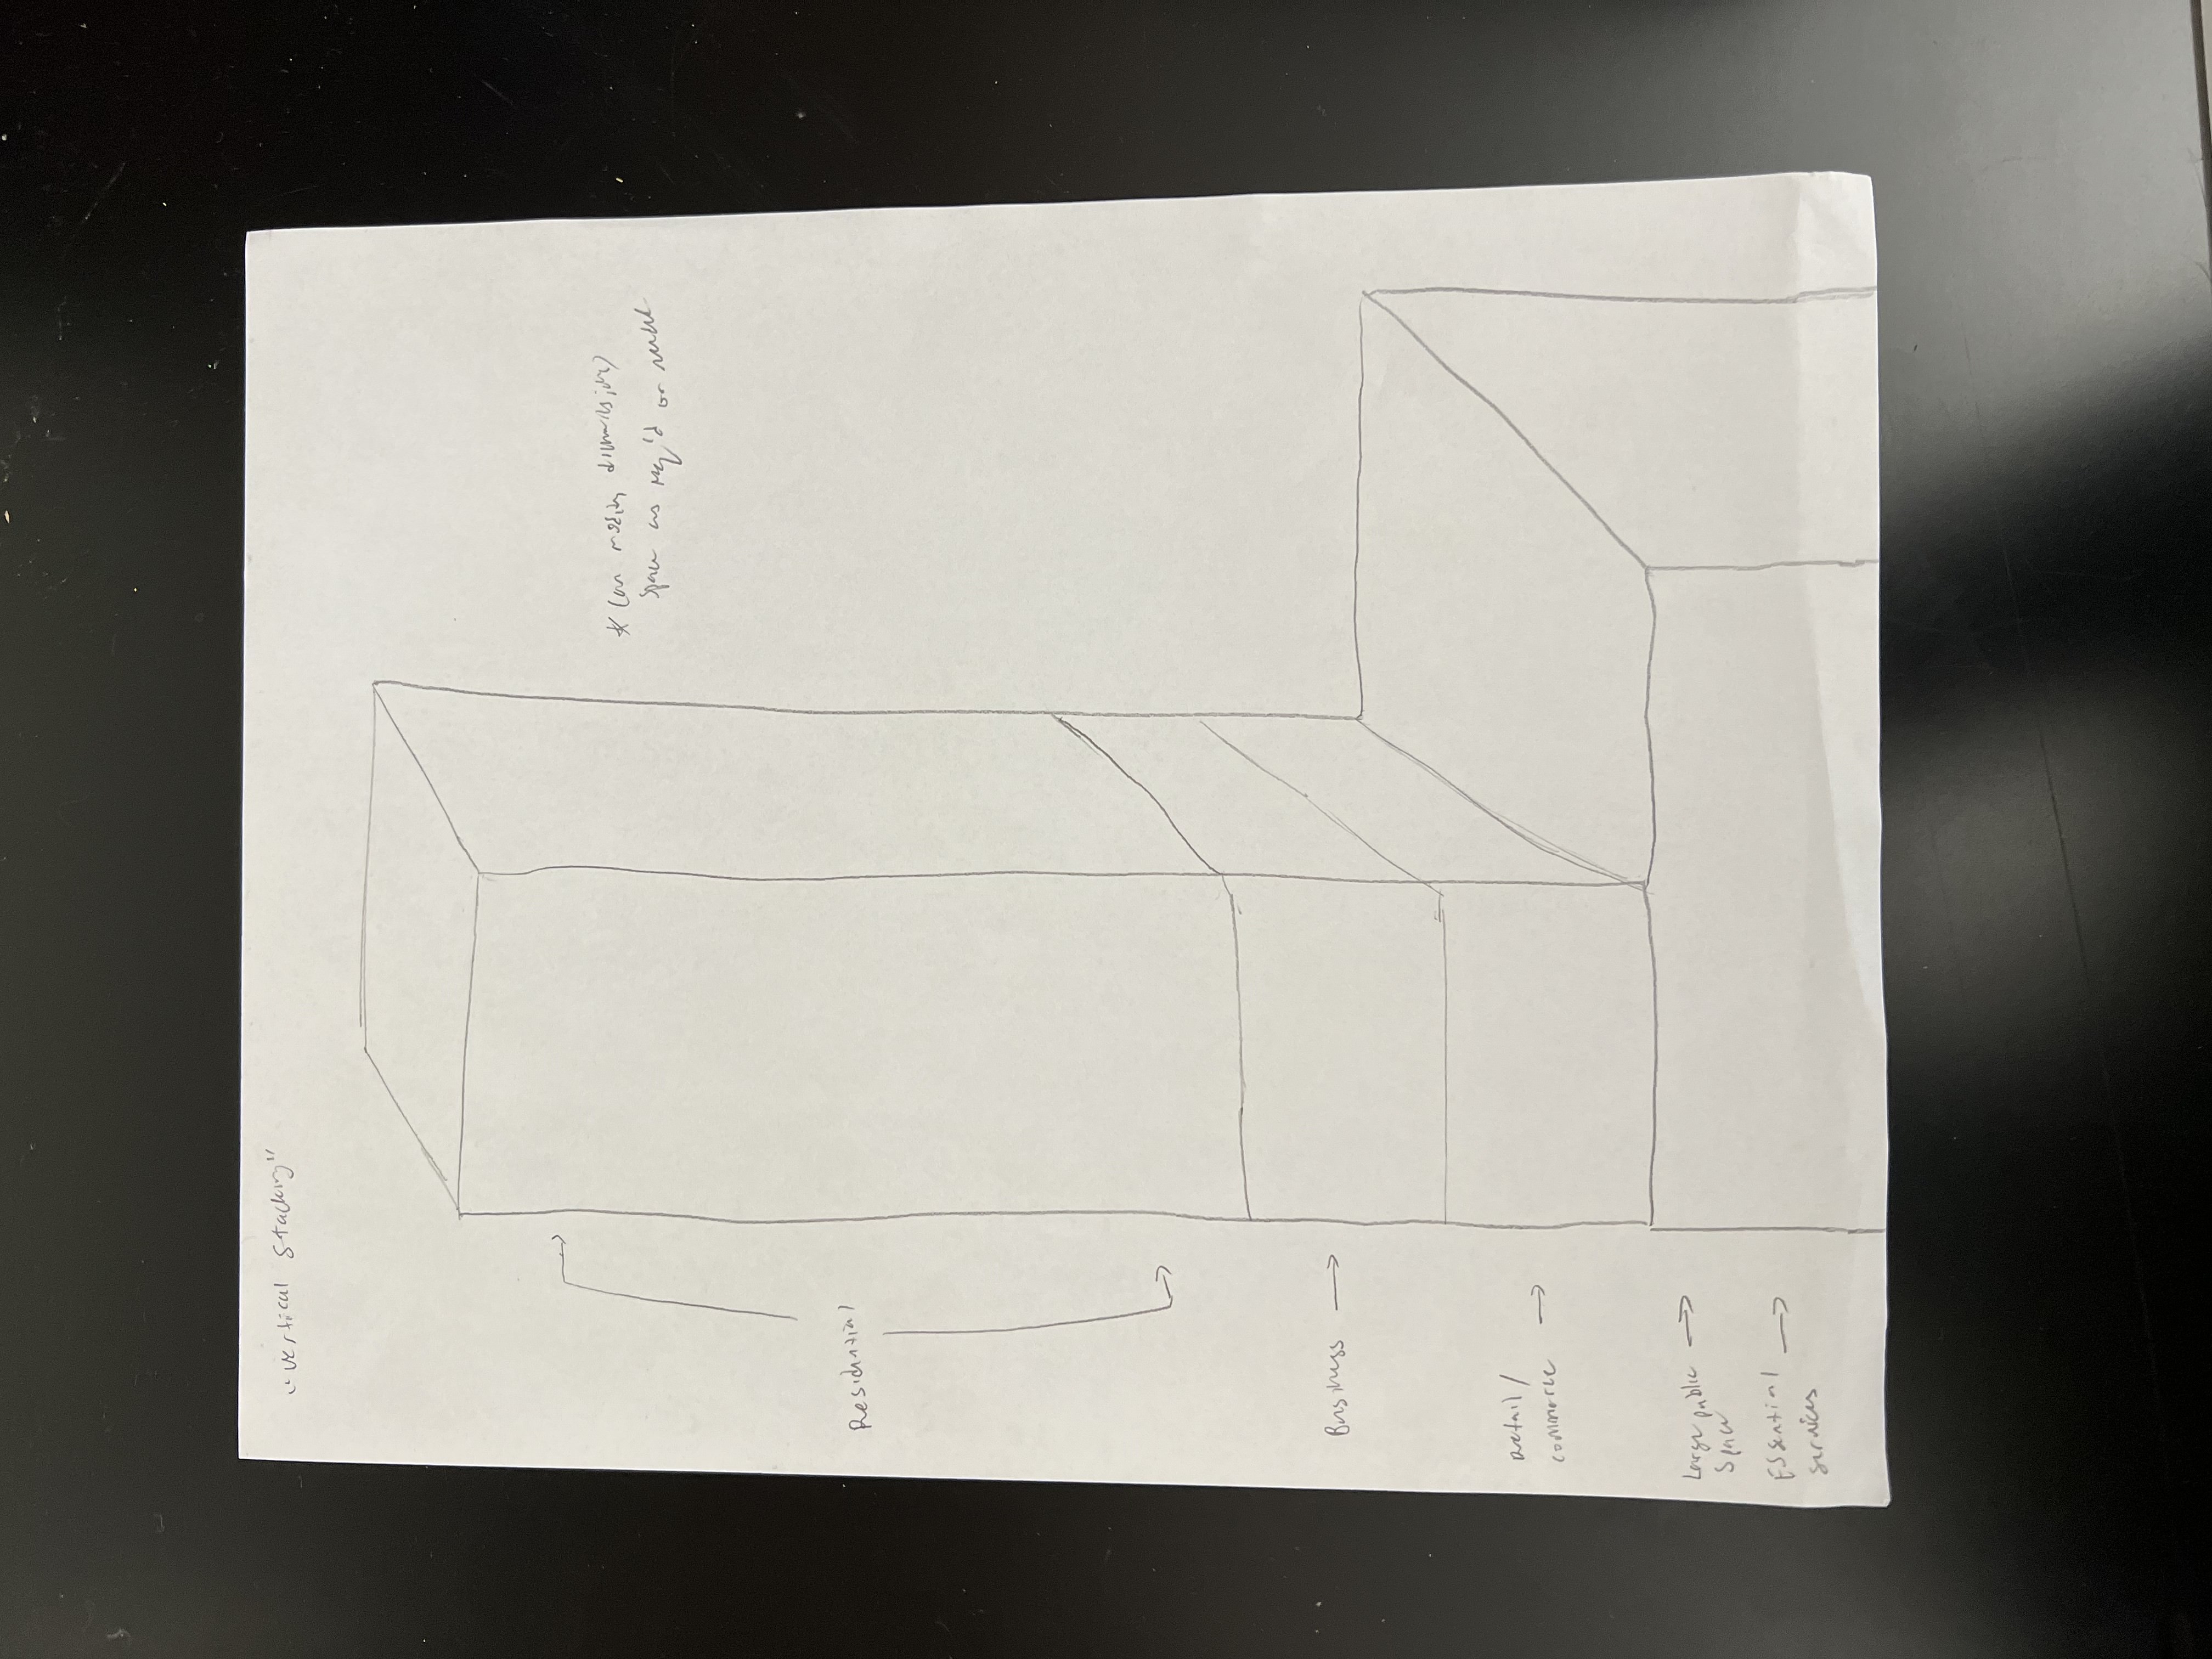 "Vertical Stacking"
* Can modify dimensions/
Space as req'd or needed
Residential
Business
Retail/
commerce
Large public
Space
Essential
Services